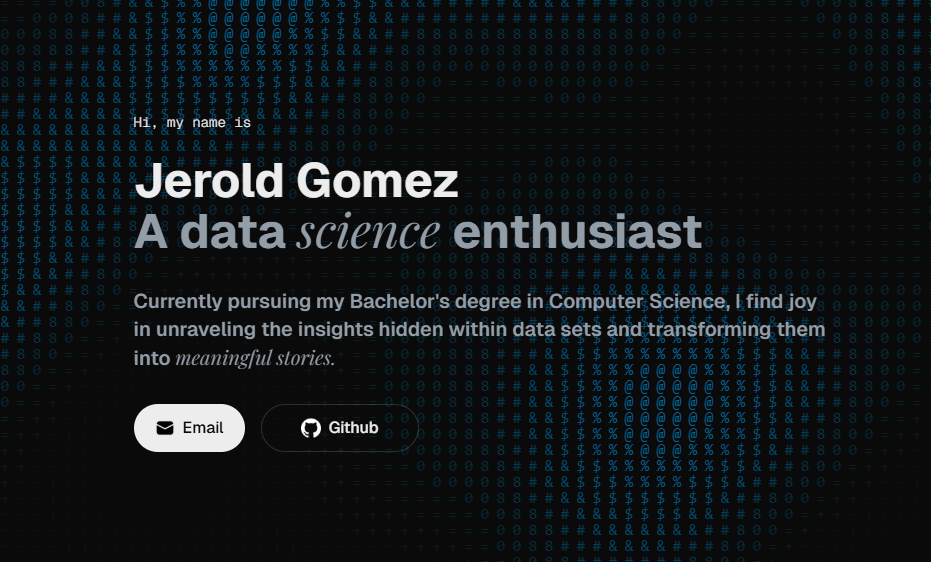 Hi, my name is
Jerold Gomez
A data science enthusiast
Currently pursuing my Bachelor's degree in Computer Science, I find joy
in unraveling the insights hidden within data sets and transforming them
into meaningful stories.
Email
Github